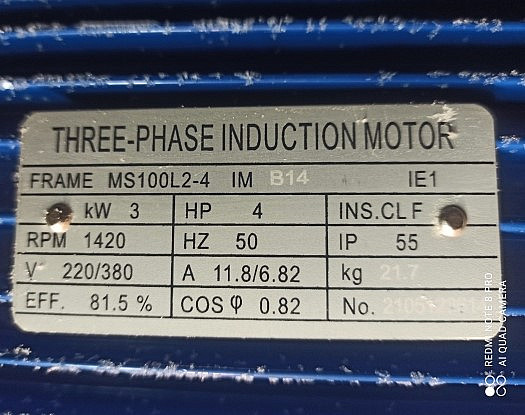 THREE-PHASE INDUCTION MOTOR
FRAME MS100L2-4 IM B14 IE1
kW 3 HP 4 INS.CL F
RPM 1420 HZ 50 IP 55
V 220/380 A 11.8/6.82 kg 21.7
EFF. 81.5 % COS φ 0.82 No.
REDMI NOTE 8 PRO
AI QUAD CAMERA